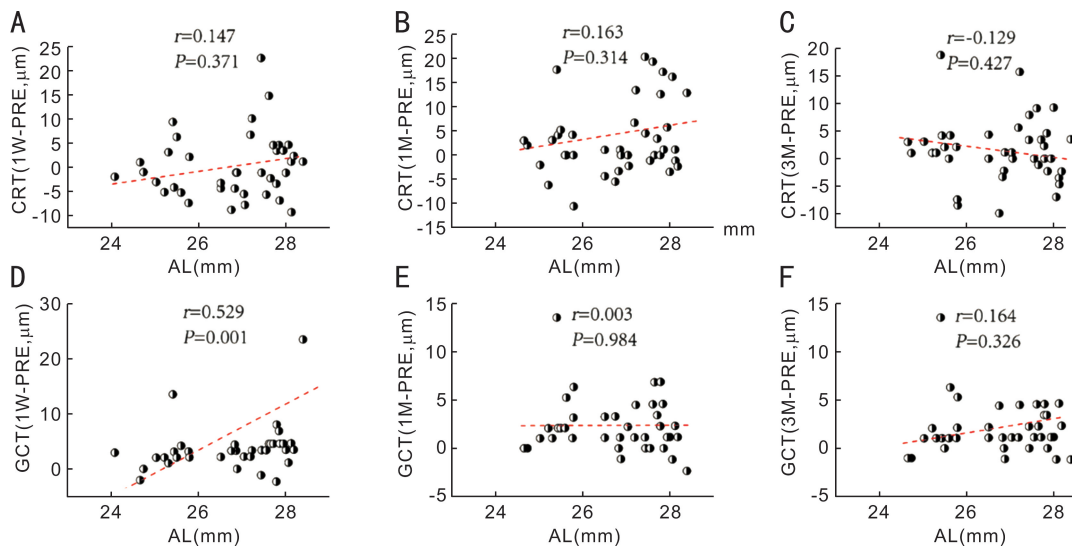 A
r=0.147
P=0.371
CRT(1W-PRE,μm)
25
20
15
10
5
0
-5
-10
24 26 28
AL(mm)
B
r=0.163
P=0.314
CRT(1M-PRE,μm)
25
20
15
10
5
0
-5
-10
-15
24 26 28
mm
AL(mm)
C
r=-0.129
P=0.427
CRT(3M-PRE,μm)
20
15
10
5
0
-5
-10
24 26 28
AL(mm)
D
r=0.529
P=0.001
GCT(1W-PRE,μm)
30
20
10
0
24 26 28
AL(mm)
E
r=0.003
P=0.984
GCT(1M-PRE,μm)
15
10
5
0
-5
24 26 28
AL(mm)
F
r=0.164
P=0.326
GCT(3M-PRE,μm)
15
10
5
0
-5
24 26 28
AL(mm)